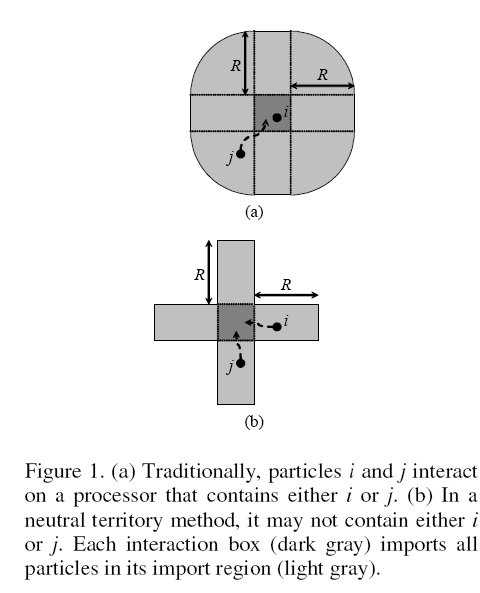 R
R
i
j
(a)
R
R
i
j
(b)
Figure 1. (a) Traditionally, particles i and j interact
on a processor that contains either i or j. (b) In a
neutral territory method, it may not contain either i
or j. Each interaction box (dark gray) imports all
particles in its import region (light gray).